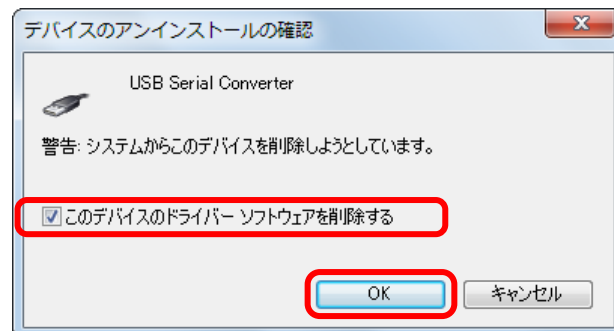 デバイスのアンインストールの確認
USB Serial Converter
警告: システムからこのデバイスを削除しようとしています。
このデバイスのドライバー ソフトウェアを削除する
OK キャンセル